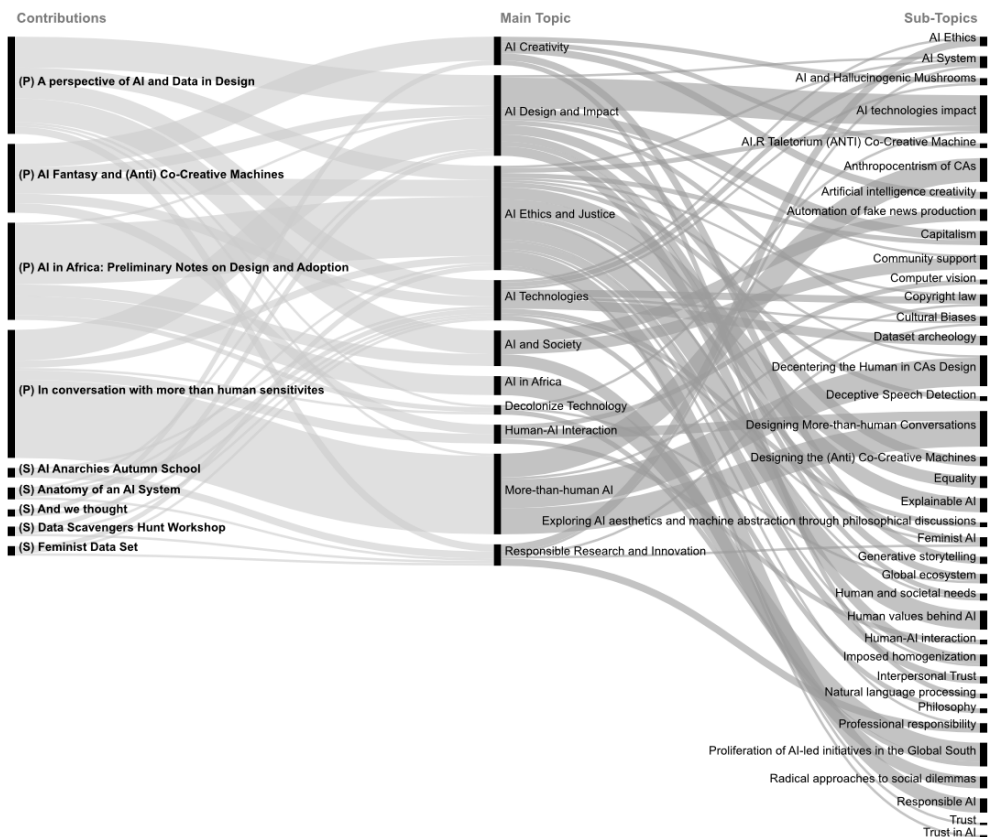 Contributions
Main Topic
Sub-Topics
(P) A perspective of AI and Data in Design
(P) AI Fantasy and (Anti) Co-Creative Machines
(P) AI in Africa: Preliminary Notes on Design and Adoption
(P) In conversation with more than human sensitivites
(S) AI Anarchies Autumn School
(S) Anatomy of an AI System
(S) And we thought
(S) Data Scavengers Hunt Workshop
(S) Feminist Data Set
AI Creativity
AI Design and Impact
AI Ethics and Justice
AI Technologies
AI and Society
AI in Africa
Decolonize Technology
Human-AI Interaction
More-than-human AI
Responsible Research and Innovation
AI Ethics
AI System
AI and Hallucinogenic Mushrooms
AI technologies impact
AI.R Taletorium (ANTI) Co-Creative Machine
Anthropocentrism of CAs
Artificial intelligence creativity
Automation of fake news production
Capitalism
Community support
Computer vision
Copyright law
Cultural Biases
Dataset archeology
Decentering the Human in CAs Design
Deceptive Speech Detection
Designing More-than-human Conversations
Designing the (Anti) Co-Creative Machines
Equality
Explainable AI
Exploring AI aesthetics and machine abstraction through philosophical discussions
Feminist AI
Generative storytelling
Global ecosystem
Human and societal needs
Human values behind AI
Human-AI interaction
Imposed homogenization
Interpersonal Trust
Natural language processing
Philosophy
Professional responsibility
Proliferation of AI-led initiatives in the Global South
Radical approaches to social dilemmas
Responsible AI
Trust
Trust in AI